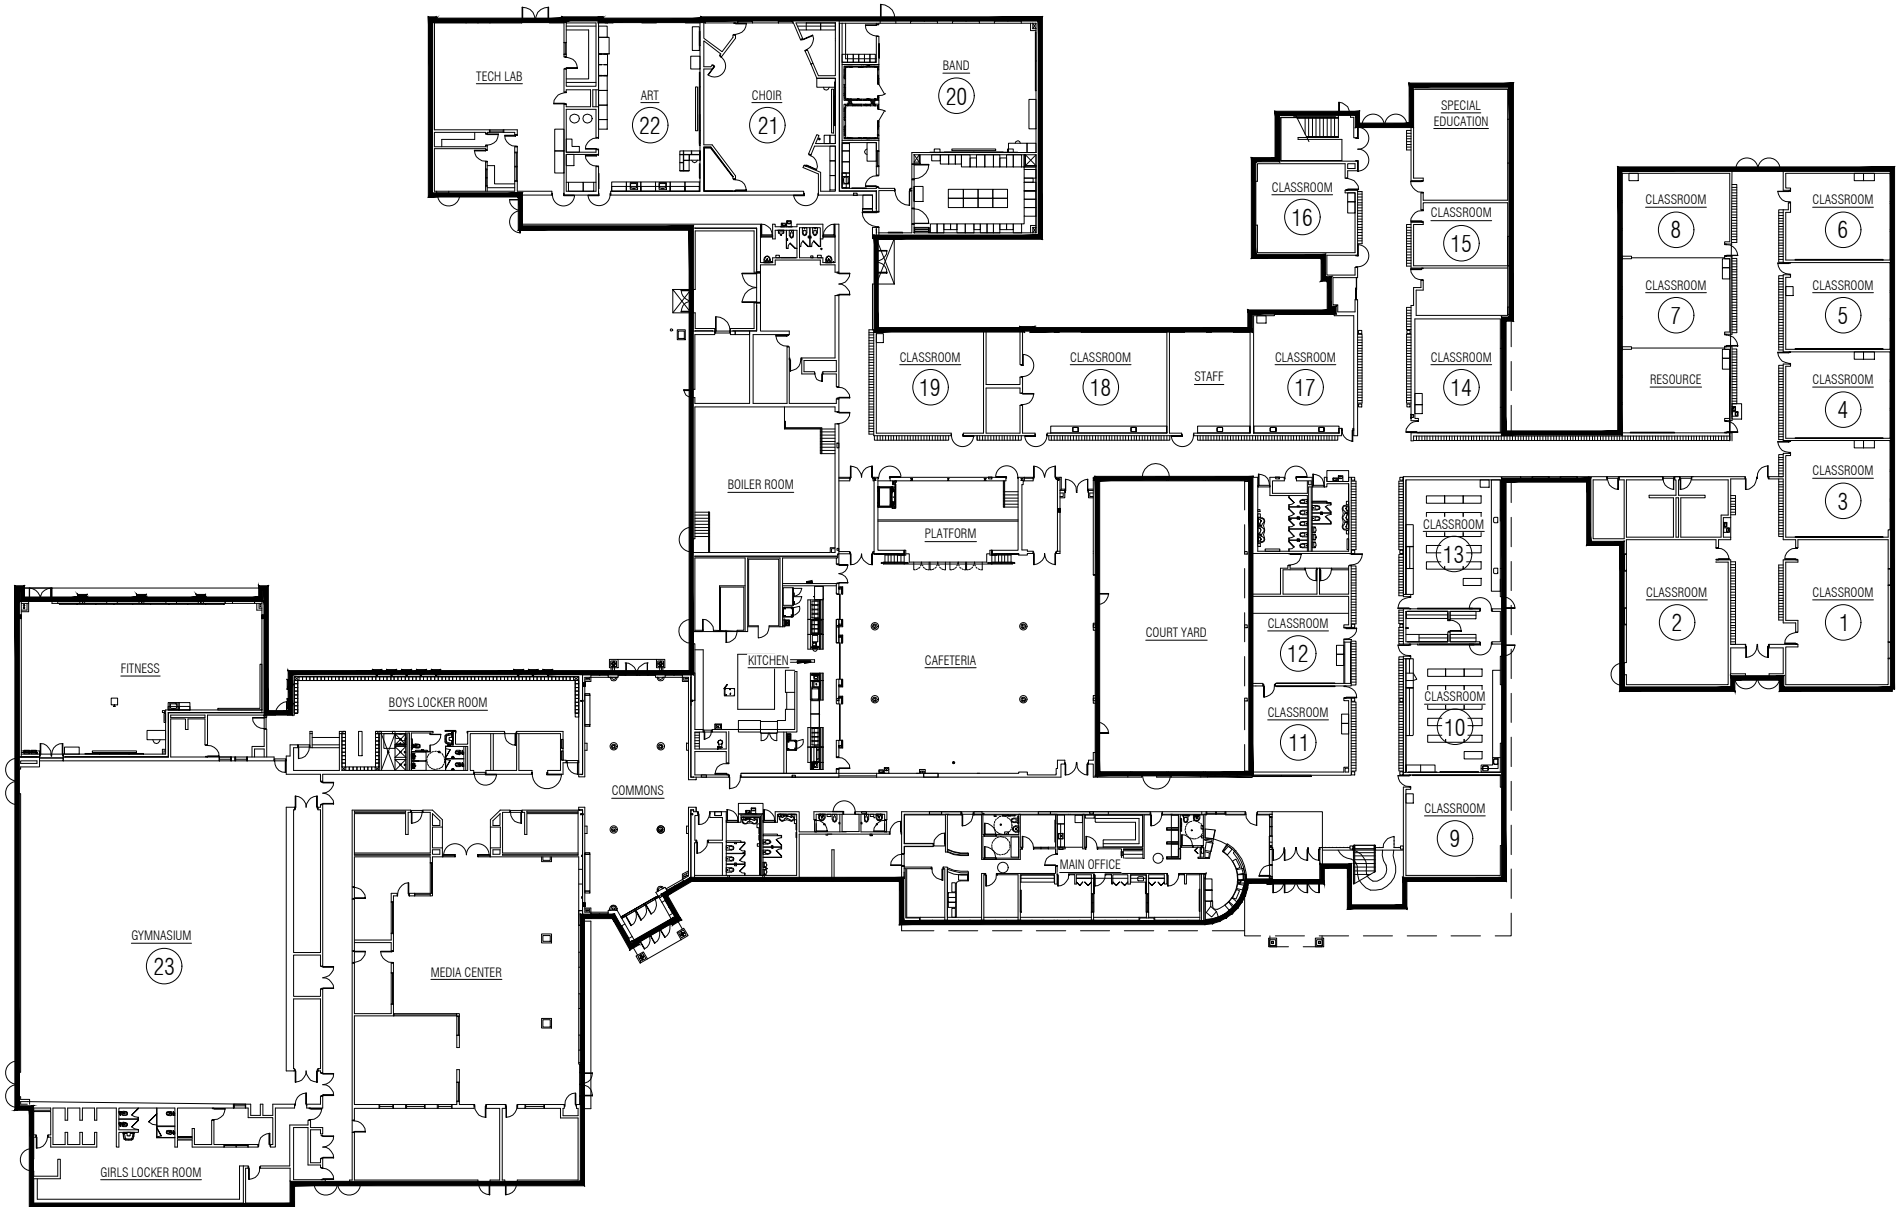 TECH LAB
ART
22
CHOIR
21
BAND
20
SPECIAL
EDUCATION
CLASSROOM
16
CLASSROOM
15
CLASSROOM
8
CLASSROOM
6
CLASSROOM
7
CLASSROOM
5
CLASSROOM
19
CLASSROOM
18
STAFF
CLASSROOM
17
CLASSROOM
14
RESOURCE
CLASSROOM
4
BOILER ROOM
PLATFORM
CLASSROOM
13
CLASSROOM
3
CLASSROOM
2
CLASSROOM
1
FITNESS
KITCHEN
CAFETERIA
COURT YARD
CLASSROOM
12
BOYS LOCKER ROOM
CLASSROOM
11
CLASSROOM
10
COMMONS
CLASSROOM
9
MAIN OFFICE
GYMNASIUM
23
MEDIA CENTER
GIRLS LOCKER ROOM